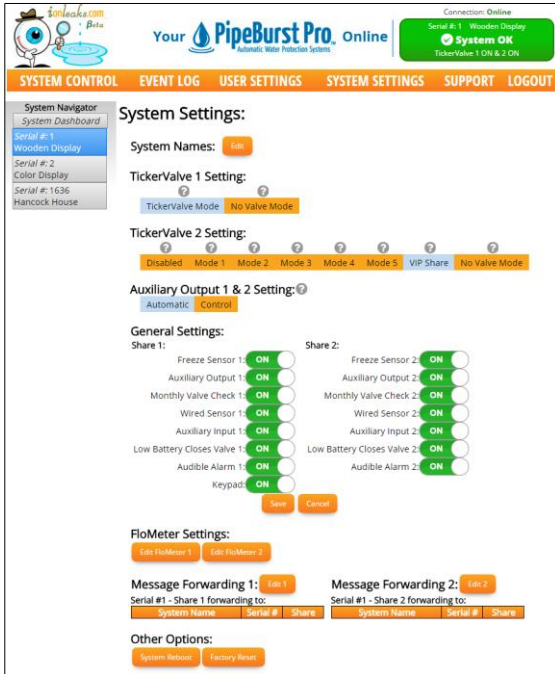 ionleaks.com
Beta
Your PipeBurst Pro Online
Automatic Water Protection Systems
Connection: Online
Serial #: 1 Wooden Display
System OK
TickerValve 1 ON & 2 ON
SYSTEM CONTROL EVENT LOG USER SETTINGS SYSTEM SETTINGS SUPPORT LOGOUT
System Navigator
System Dashboard
Serial #: 1
Wooden Display
Serial #: 2
Color Display
Serial #: 1636
Hancock House
System Settings:
System Names: Edit
TickerValve 1 Setting:
? ?
TickerValve Mode No Valve Mode
TickerValve 2 Setting:
? ? ? ? ? ? ? ?
Disabled Mode 1 Mode 2 Mode 3 Mode 4 Mode 5 VIP Share No Valve Mode
Auxiliary Output 1 & 2 Setting: ?
Automatic Control
General Settings:
Share 1: Share 2:
Freeze Sensor 1: ON Freeze Sensor 2: ON
Auxiliary Output 1: ON Auxiliary Output 2: ON
Monthly Valve Check 1: ON Monthly Valve Check 2: ON
Wired Sensor 1: ON Wired Sensor 2: ON
Auxiliary Input 1: ON Auxiliary Input 2: ON
Low Battery Closes Valve 1: ON Low Battery Closes Valve 2: ON
Audible Alarm 1: ON Audible Alarm 2: ON
Keypad: ON
Save Cancel
FloMeter Settings:
Edit FloMeter 1 Edit FloMeter 2
Message Forwarding 1: Edit 1 Message Forwarding 2: Edit 2
Serial #1 - Share 1 forwarding to: Serial #1 - Share 2 forwarding to:
System Name Serial # Share System Name Serial # Share
Other Options:
System Reboot Factory Reset